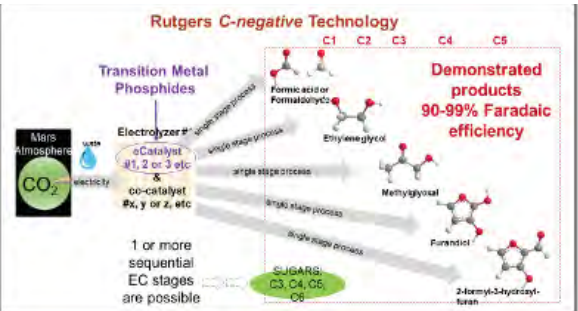 Rutgers C-negative Technology
C1 C2 C3 C4 C5
Transition Metal
Phosphides
Demonstrated
products
90-99% Faradaic
efficiency
Formic acid or
Formaldehyde
Electrolyzer #
single stage process
Ethylene glycol
Mars
Atmosphere
water
CO2
electricity
eCatalyst
#1, 2 or 3 etc
&
co-catalyst
#x, y or z, etc
single stage process
single stage process
Methylglyoxal
single stage process
Furandiol
single stage process
2-formyl-3-hydroxyl-
furan
1 or more
sequential
EC stages
are possible
SUGARS:
C3, C4, C5,
C6